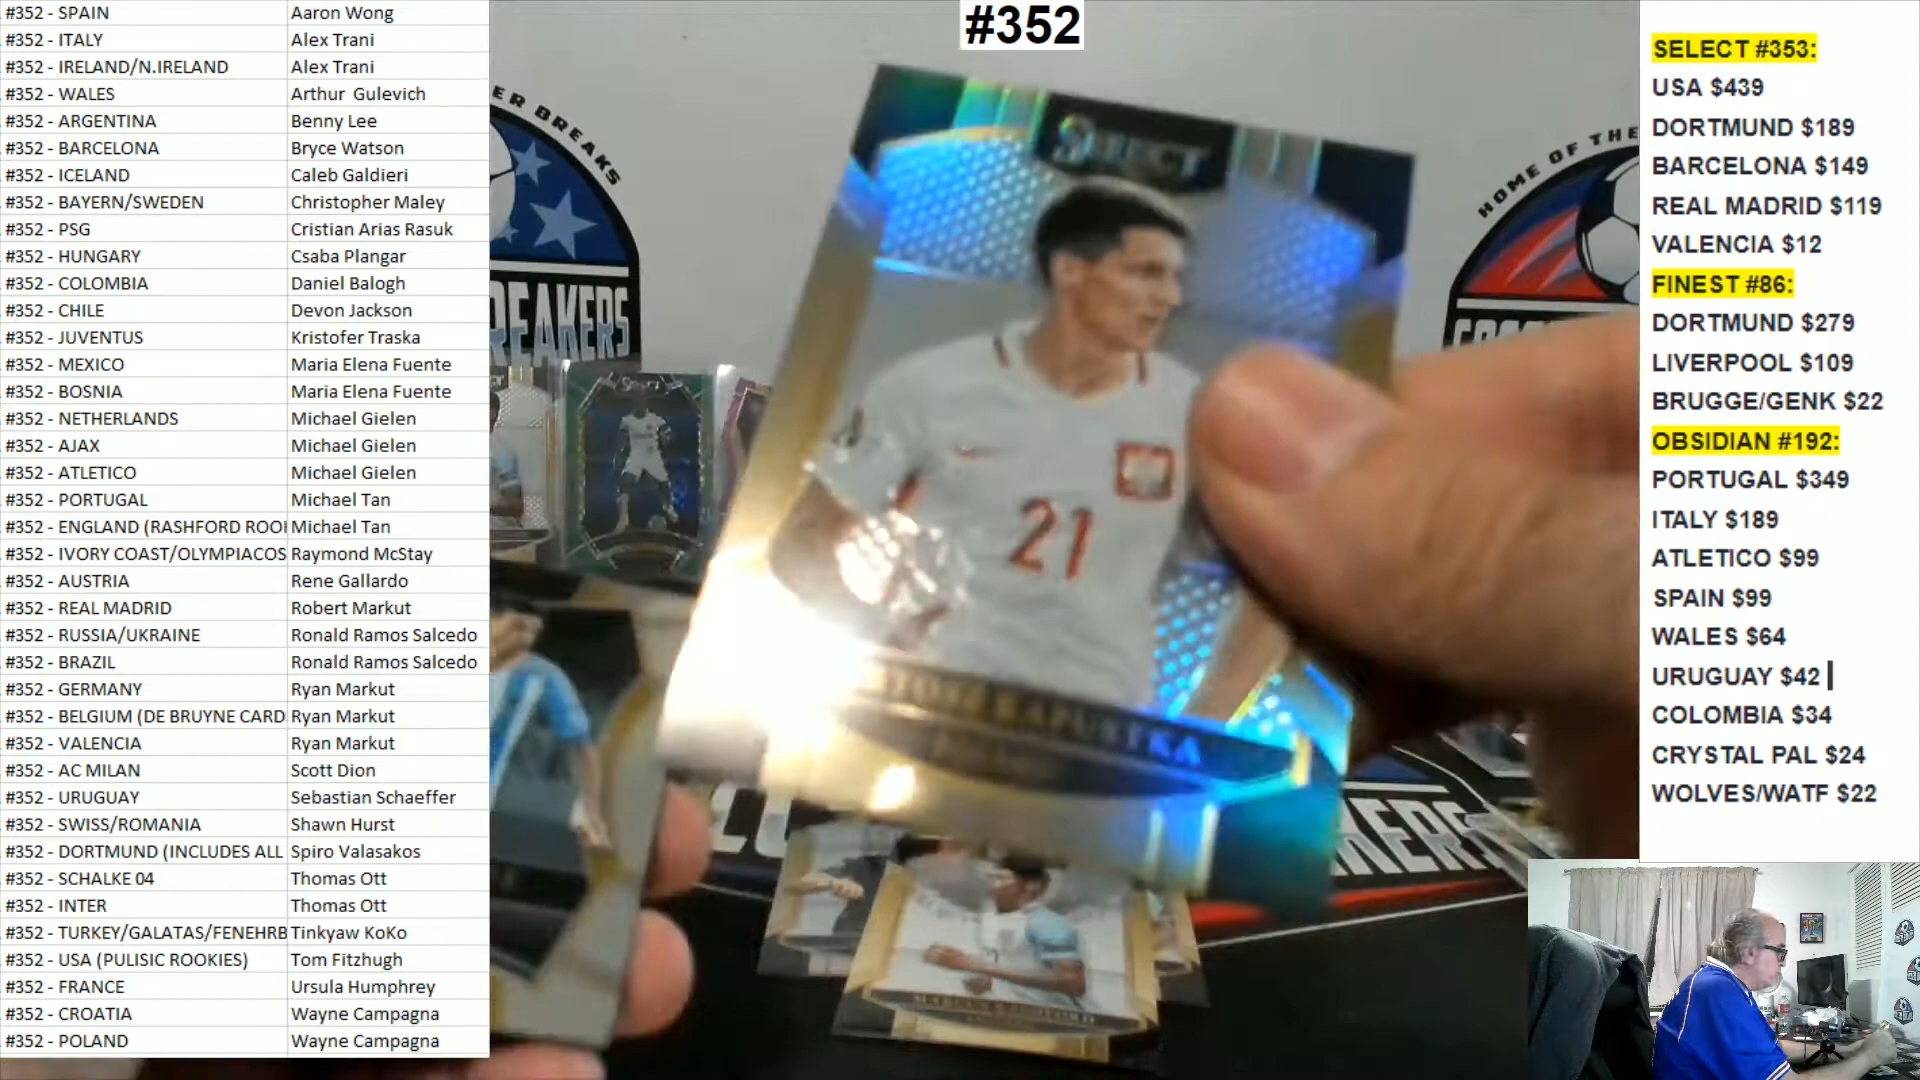 #352 - SPAIN Aaron Wong
#352 - ITALY Alex Trani
#352 - IRELAND/N.IRELAND Alex Trani
#352 - WALES Arthur Gulevich
#352 - ARGENTINA Benny Lee
#352 - BARCELONA Bryce Watson
#352 - ICELAND Caleb Galdieri
#352 - BAYERN/SWEDEN Christopher Maley
#352 - PSG Cristian Arias Rasuk
#352 - HUNGARY Csaba Plangar
#352 - COLOMBIA Daniel Balogh
#352 - CHILE Devon Jackson
#352 - JUVENTUS Kristofer Traska
#352 - MEXICO Maria Elena Fuente
#352 - BOSNIA Maria Elena Fuente
#352 - NETHERLANDS Michael Gielen
#352 - AJAX Michael Gielen
#352 - ATLETICO Michael Gielen
#352 - PORTUGAL Michael Tan
#352 - ENGLAND (RASHFORD ROO Michael Tan
#352 - IVORY COAST/OLYMPIACOS Raymond McStay
#352 - AUSTRIA Rene Gallardo
#352 - REAL MADRID Robert Markut
#352 - RUSSIA/UKRAINE Ronald Ramos Salcedo
#352 - BRAZIL Ronald Ramos Salcedo
#352 - GERMANY Ryan Markut
#352 - BELGIUM (DE BRUYNE CARD Ryan Markut
#352 - VALENCIA Ryan Markut
#352 - AC MILAN Scott Dion
#352 - URUGUAY Sebastian Schaeffer
#352 - SWISS/ROMANIA Shawn Hurst
#352 - DORTMUND (INCLUDES ALL Spiro Valasakos
#352 - SCHALKE 04 Thomas Ott
#352 - INTER Thomas Ott
#352 - TURKEY/GALATAS/FENEHRB Tinkyaw KoKo
#352 - USA (PULISIC ROOKIES) Tom Fitzhugh
#352 - FRANCE Ursula Humphrey
#352 - CROATIA Wayne Campagna
#352 - POLAND Wayne Campagna
#352
ER BREAKS
REAKERS
HOME OF THE
SELECT
21
KAPUSTKA
AKERS
SELECT #353:
USA $439
DORTMUND $189
BARCELONA $149
REAL MADRID $119
VALENCIA $12
FINEST #86:
DORTMUND $279
LIVERPOOL $109
BRUGGE/GENK $22
OBSIDIAN #192:
PORTUGAL $349
ITALY $189
ATLETICO $99
SPAIN $99
WALES $64
URUGUAY $42
COLOMBIA $34
CRYSTAL PAL $24
WOLVES/WATF $22